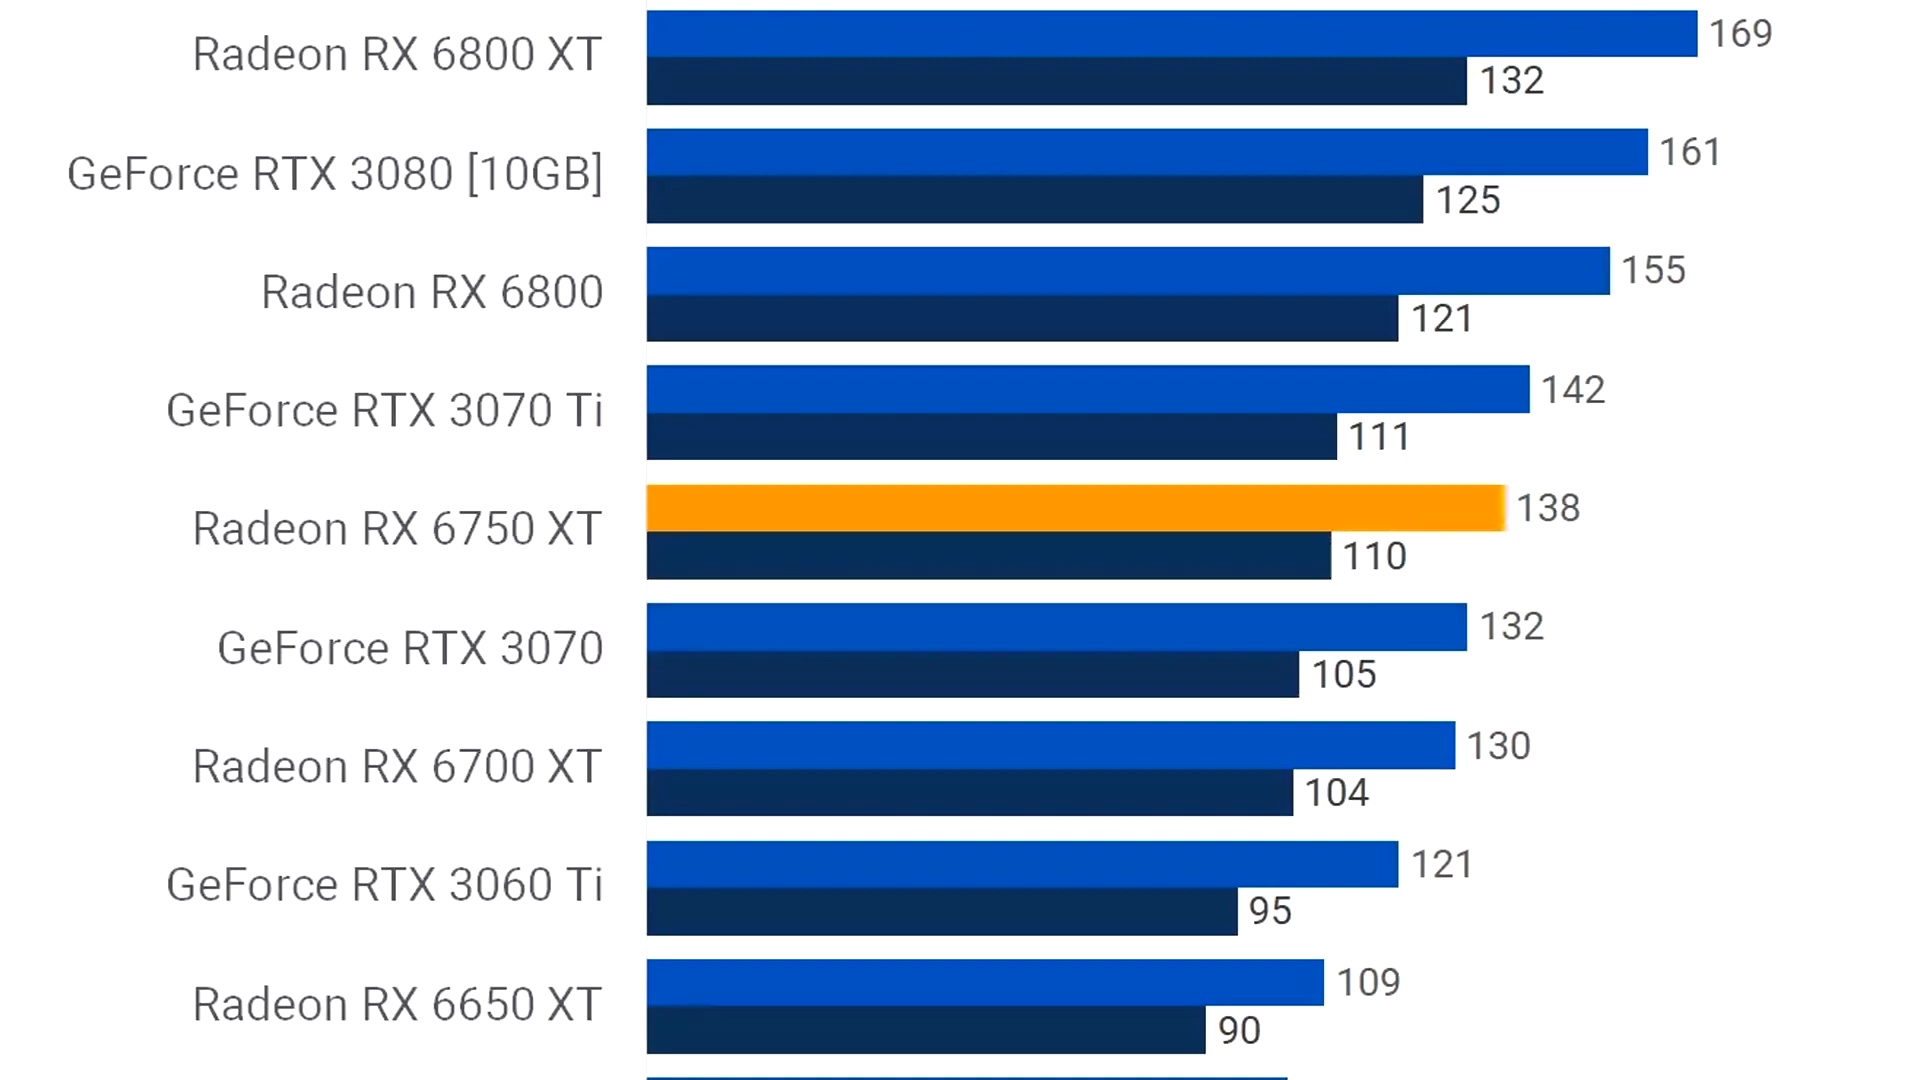 Radeon RX 6800 XT
169
132
GeForce RTX 3080 [10GB]
161
125
Radeon RX 6800
155
121
GeForce RTX 3070 Ti
142
111
Radeon RX 6750 XT
138
110
GeForce RTX 3070
132
105
Radeon RX 6700 XT
130
104
GeForce RTX 3060 Ti
121
95
Radeon RX 6650 XT
109
90